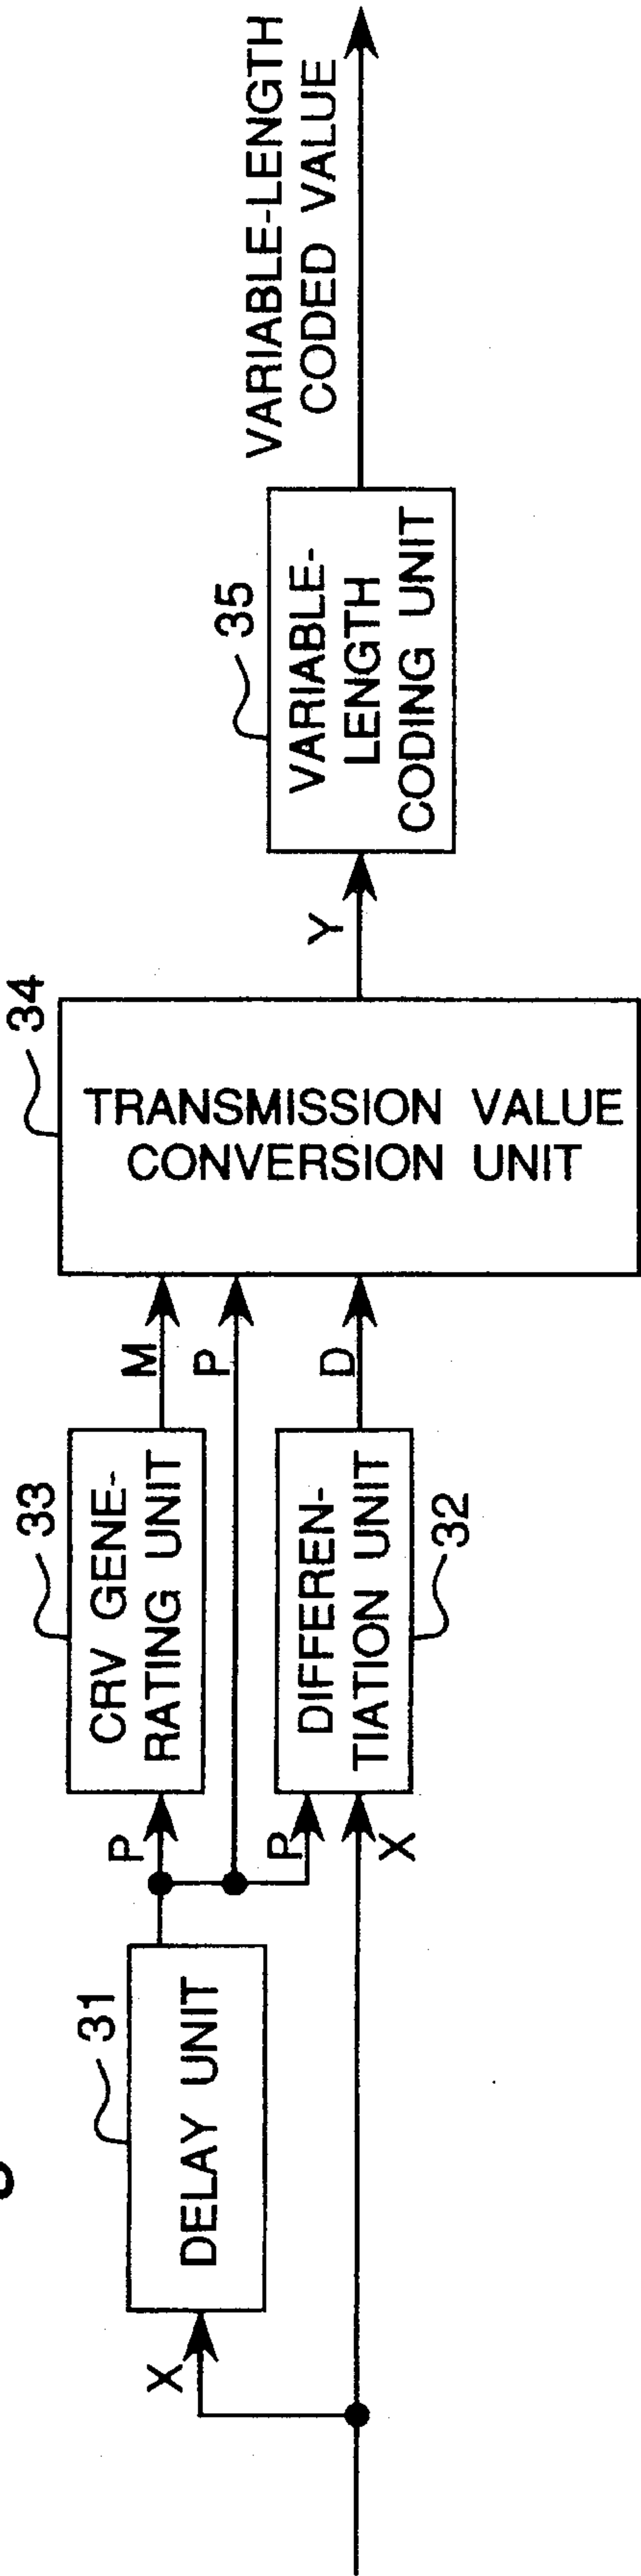 X
31
DELAY UNIT
P
P
X
33
CRV GENE-
RATING UNIT
DIFFEREN-
TIATION UNIT
32
M
P
D
34
TRANSMISSION VALUE
CONVERSION UNIT
Y
35
VARIABLE-
LENGTH
CODING UNIT
VARIABLE-LENGTH
CODED VALUE